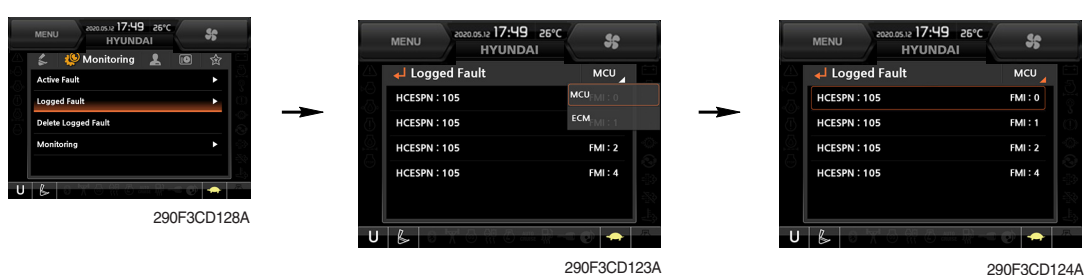 MENU
2020.05.12 17:49 26°C
HYUNDAI
Monitoring
Active Fault
Logged Fault
Delete Logged Fault
Monitoring
U
290F3CD128A
MENU
2020.05.12 17:49 26°C
HYUNDAI
Logged Fault MCU
HCESPN : 105 FMI : 0
MCU
HCESPN : 105 FMI : 1
ECM
HCESPN : 105 FMI : 2
HCESPN : 105 FMI : 4
U
290F3CD123A
MENU
2020.05.12 17:49 26°C
HYUNDAI
Logged Fault MCU
HCESPN : 105 FMI : 0
HCESPN : 105 FMI : 1
HCESPN : 105 FMI : 2
HCESPN : 105 FMI : 4
U
290F3CD124A